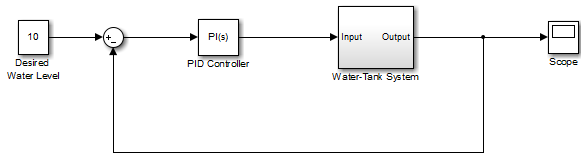 10
Desired
Water Level
+
-
PI(s)
PID Controller
Input
Output
Water-Tank System
Scope